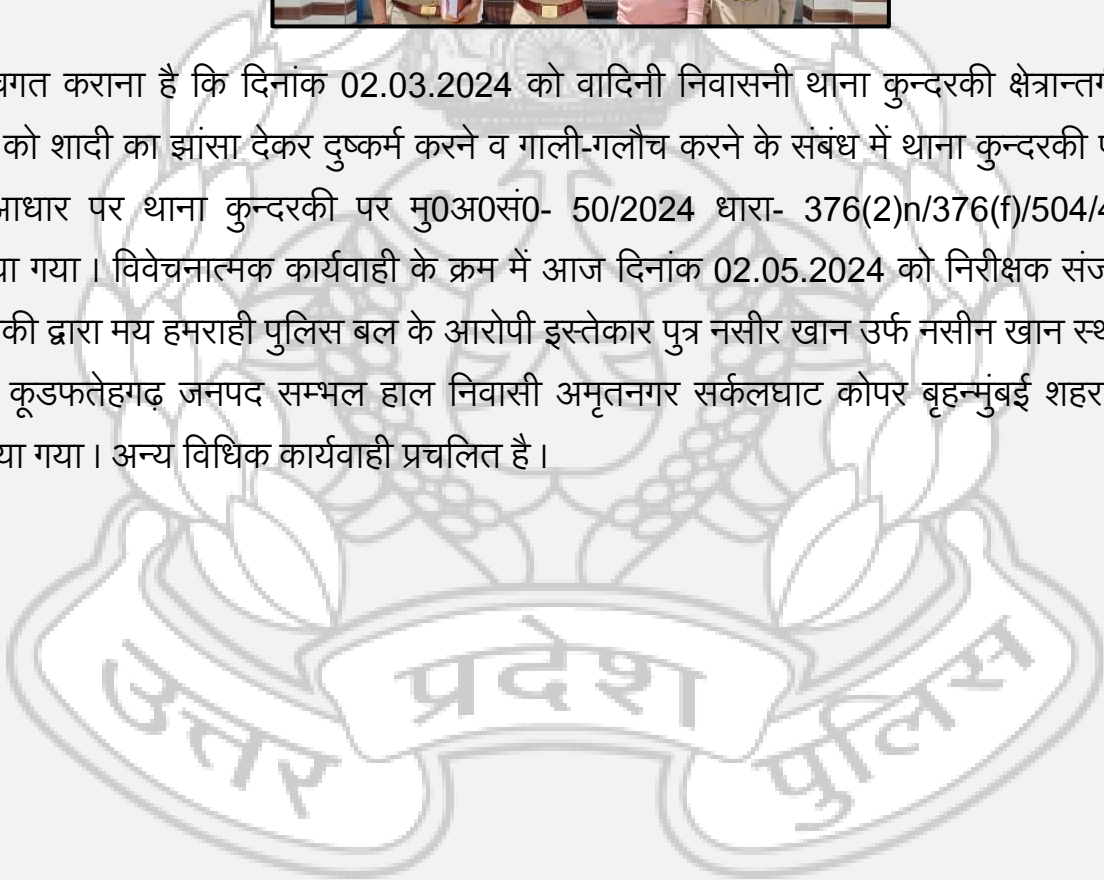 वगत कराना है कि दिनांक 02.03.2024 को वादिनी निवासनी थाना कुन्दरकी क्षेत्रान्तर्ग
को शादी का झांसा देकर दुष्कर्म करने व गाली-गलौच करने के संबंध में थाना कुन्दरकी प
आधार पर थाना कुन्दरकी पर मु0अ0सं0- 50/2024 धारा- 376(2)n/376(f)/504/4
या गया । विवेचनात्मक कार्यवाही के क्रम में आज दिनांक 02.05.2024 को निरीक्षक संज
की द्वारा मय हमराही पुलिस बल के आरोपी इस्तेकार पुत्र नसीर खान उर्फ नसीन खान स्थ
कूडफतेहगढ़ जनपद सम्भल हाल निवासी अमृतनगर सर्कलघाट कोपर बृहन्मुंबई शहर
या गया । अन्य विधिक कार्यवाही प्रचलित है ।
उत्तर प्रदेश पुलिस